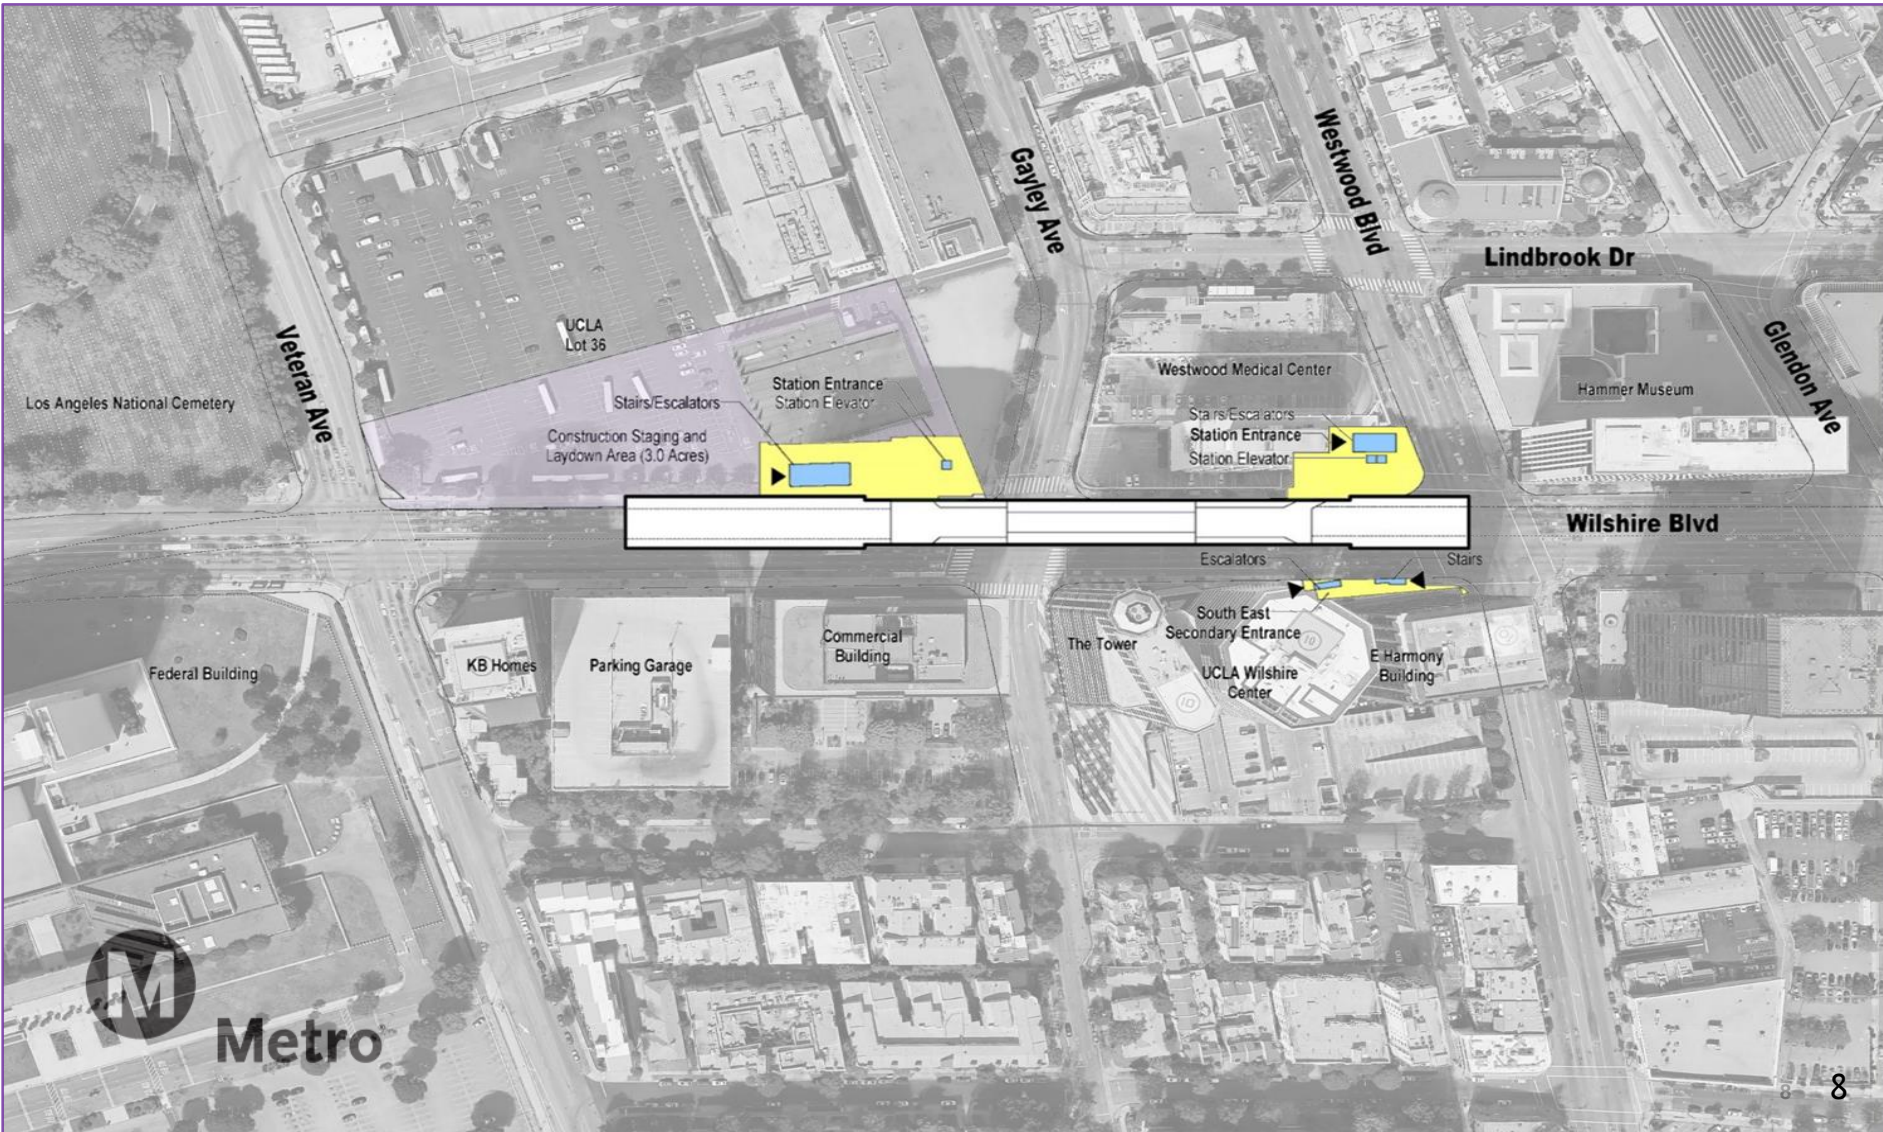 Gayley Ave
Westwood Blvd
Lindbrook Dr
UCLA
Lot 36
Veteran Ave
Glendon Ave
Los Angeles National Cemetery
Station Entrance
Station Elevator
Stairs/Escalators
Construction Staging and
Laydown Area (3.0 Acres)
Westwood Medical Center
Stairs/Escalators
Station Entrance
Station Elevator
Hammer Museum
Wilshire Blvd
Escalators
Stairs
South East
Secondary Entrance
The Tower
UCLA Wilshire
Center
E Harmony
Building
Commercial
Building
Parking Garage
KB Homes
Federal Building
M
Metro
8
8